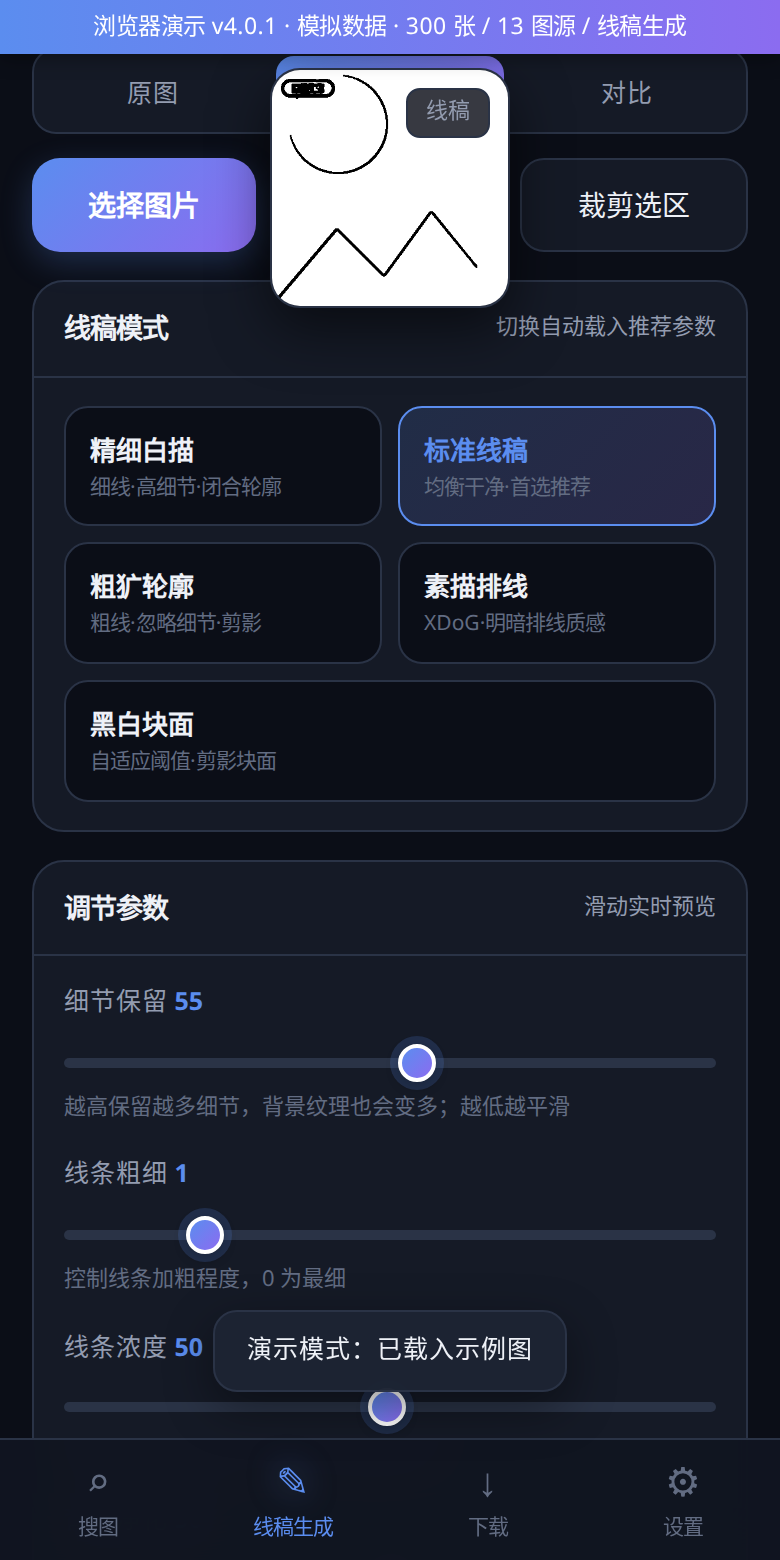 浏览器演示 v4.0.1 · 模拟数据 · 300 张 / 13 图源 / 线稿生成
原图
对比
线稿
选择图片
裁剪选区
线稿模式
切换自动载入推荐参数
精细白描
细线·高细节·闭合轮廓
标准线稿
均衡干净·首选推荐
粗犷轮廓
粗线·忽略细节·剪影
素描排线
XDoG·明暗排线质感
黑白块面
自适应阈值·剪影块面
调节参数
滑动实时预览
细节保留 55
越高保留越多细节，背景纹理也会变多；越低越平滑
线条粗细 1
控制线条加粗程度，0 为最细
线条浓度 50
演示模式：已载入示例图
搜图
线稿生成
下载
设置